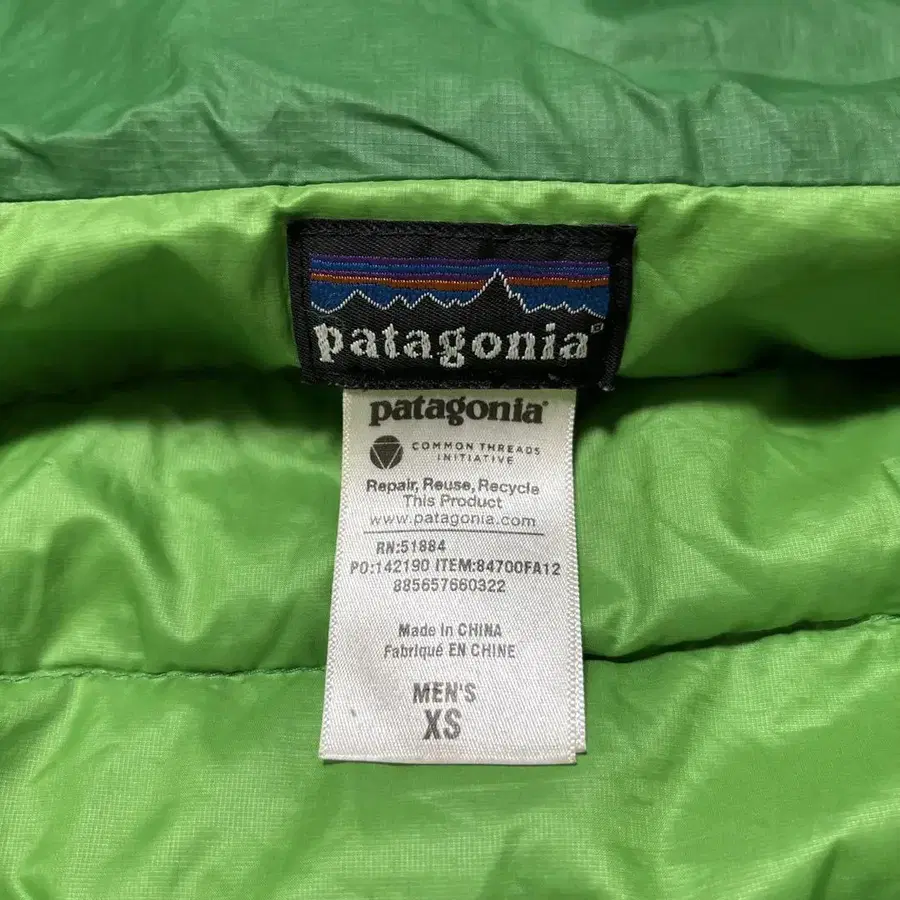 patagonia®
patagonia®
COMMON THREADS
INITIATIVE
Repair, Reuse, Recycle
This Product
www.patagonia.com
RN:51884
PO:142190 ITEM:84700FA12
885657660322
Made in CHINA
Fabriqué EN CHINE
MEN'S
XS